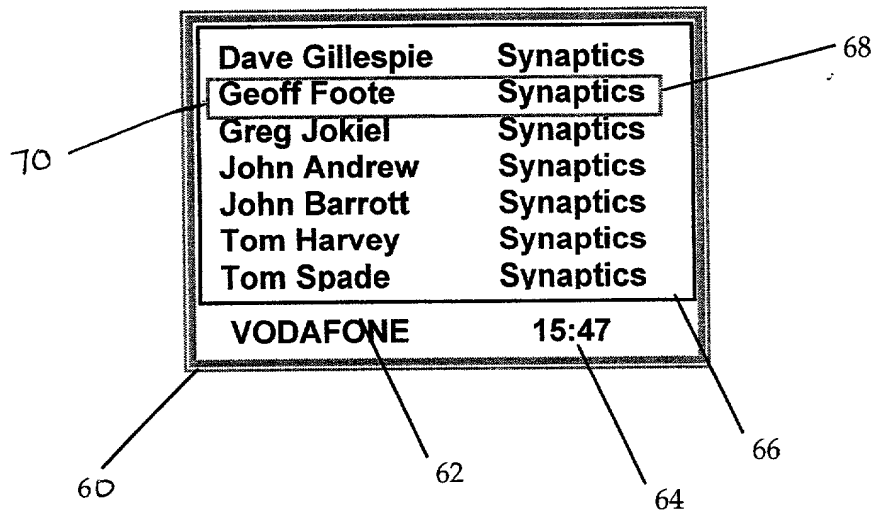 Dave Gillespie Synaptics
68
Geoff Foote Synaptics
Greg Jokiel Synaptics
70
John Andrew Synaptics
John Barrott Synaptics
Tom Harvey Synaptics
Tom Spade Synaptics
VODAFONE 15:47
66
62
60
64